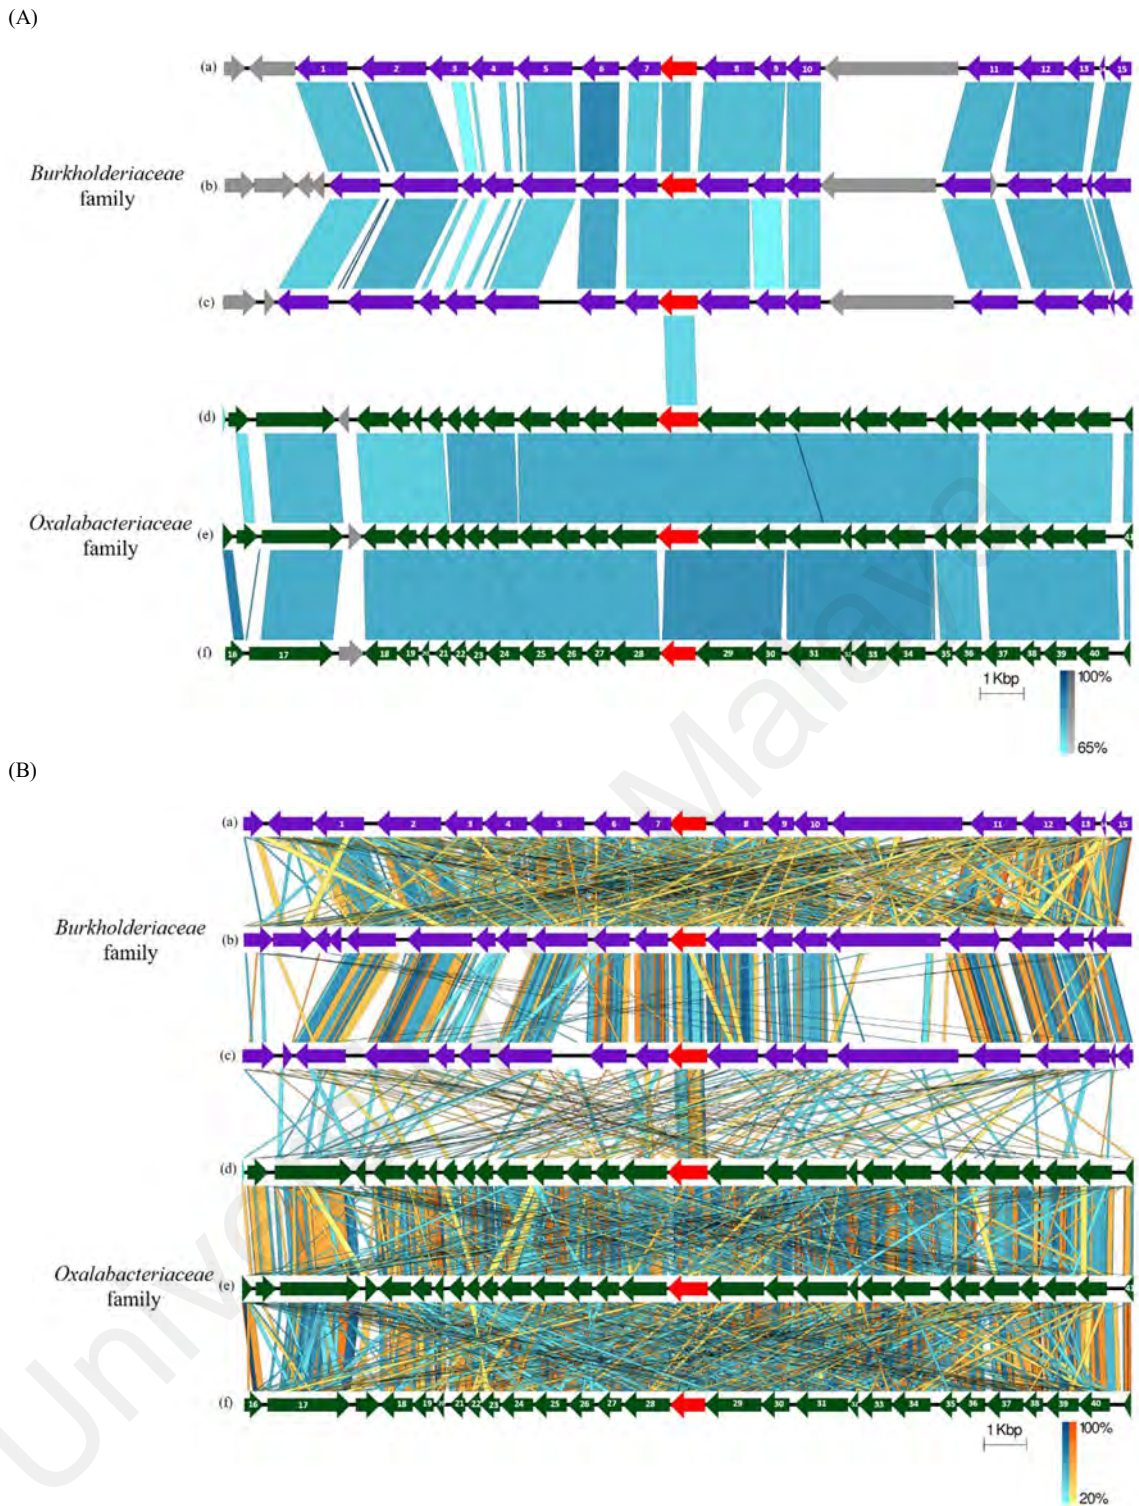 (A)
(a)
1 2 3 4 5 6 7 8 9 10 11 12 13 15
Burkholderiaceae
family
(b)
(c)
(d)
Oxalabacteriaceae
family
(e)
(f)
16 17 18 19 20 21 22 23 24 25 26 27 28 29 30 31 32 33 34 35 36 37 38 39 40
1 Kbp
100%
65%
(B)
(a)
1 2 3 4 5 6 7 8 9 10 11 12 13 15
Burkholderiaceae
family
(b)
(c)
(d)
Oxalabacteriaceae
family
(e)
(f)
16 17 18 19 21 22 23 24 25 26 27 28 29 30 31 32 33 34 35 36 37 38 39 40
1 Kbp
100%
20%